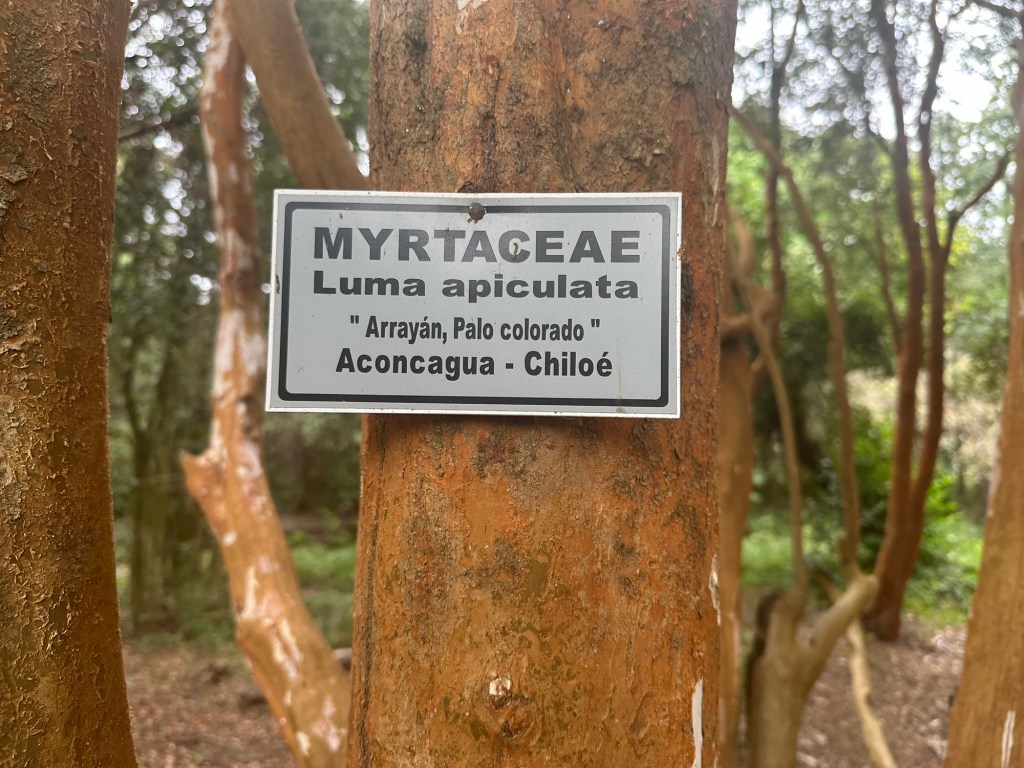 MYRTACEAE
Luma apiculata
" Arrayán, Palo colorado "
Aconcagua - Chiloé